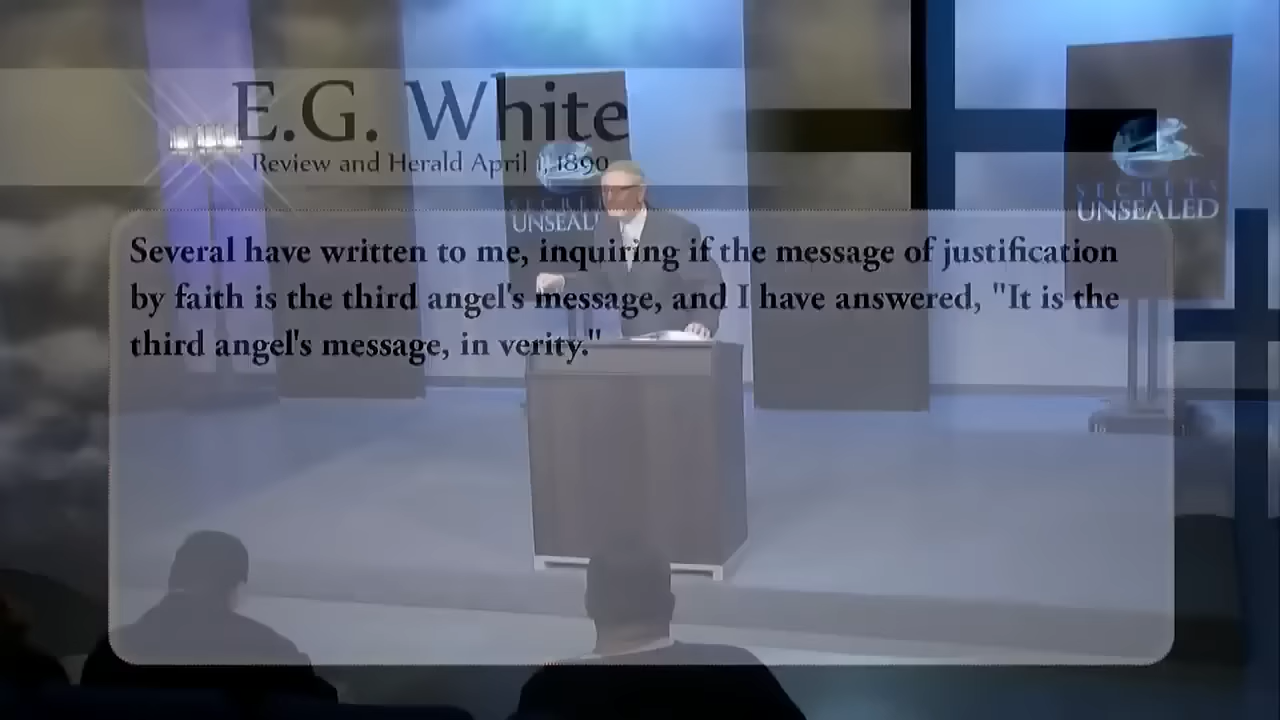 E.G. White
Review and Herald April 1, 1890
SECRETS
UNSEALED
SECRETS
UNSEALED
Several have written to me, inquiring if the message of justification
by faith is the third angel's message, and I have answered, "It is the
third angel's message, in verity."